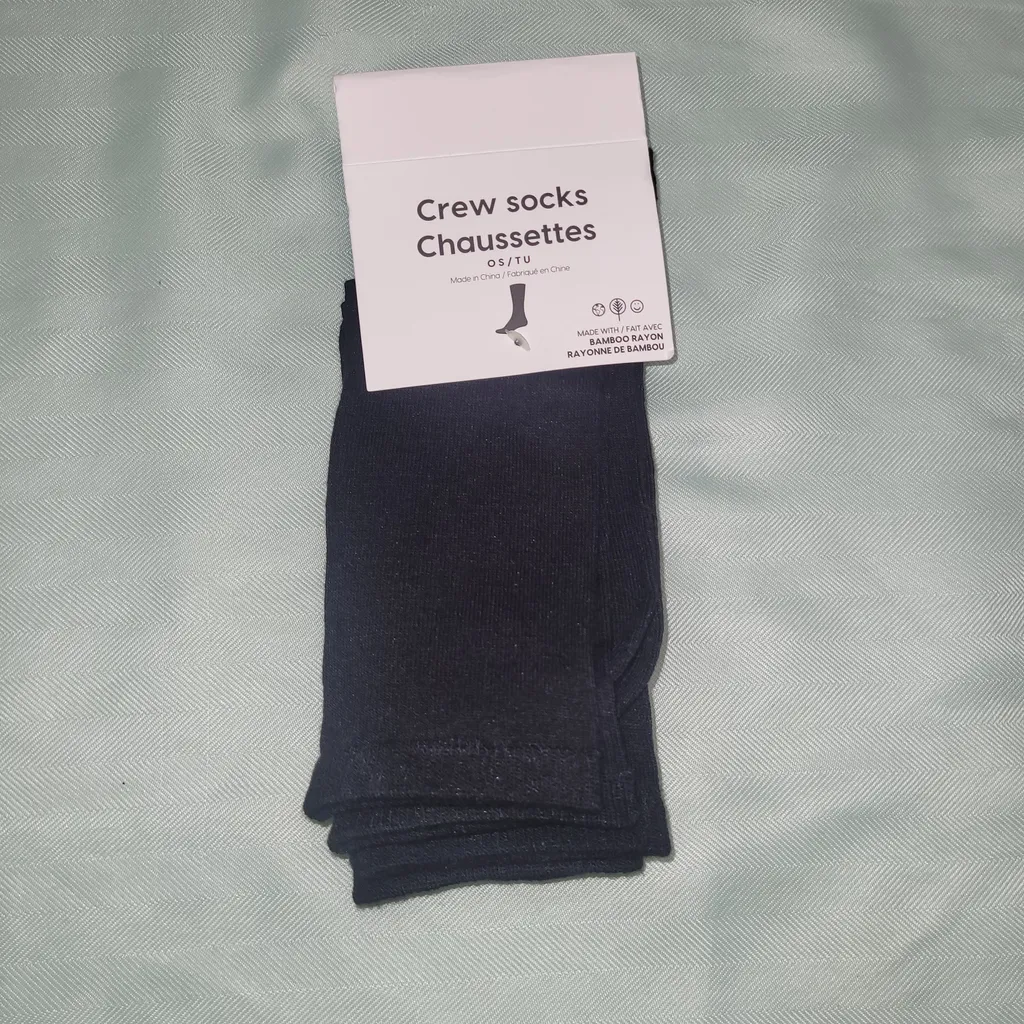 Crew socks
Chaussettes
OS/TU
Made in China / Fabriqué en Chine
MADE WITH / FAIT AVEC
BAMBOO RAYON
RAYONNE DE BAMBOU